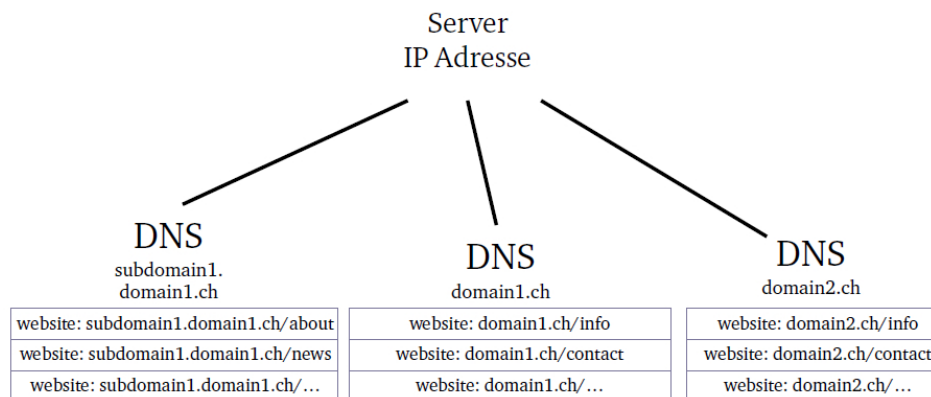 Server
IP Adresse
DNS
subdomain1.
domain1.ch
website: subdomain1.domain1.ch/about
website: subdomain1.domain1.ch/news
website: subdomain1.domain1.ch/…
DNS
domain1.ch
website: domain1.ch/info
website: domain1.ch/contact
website: domain1.ch/…
DNS
domain2.ch
website: domain2.ch/info
website: domain2.ch/contact
website: domain2.ch/…